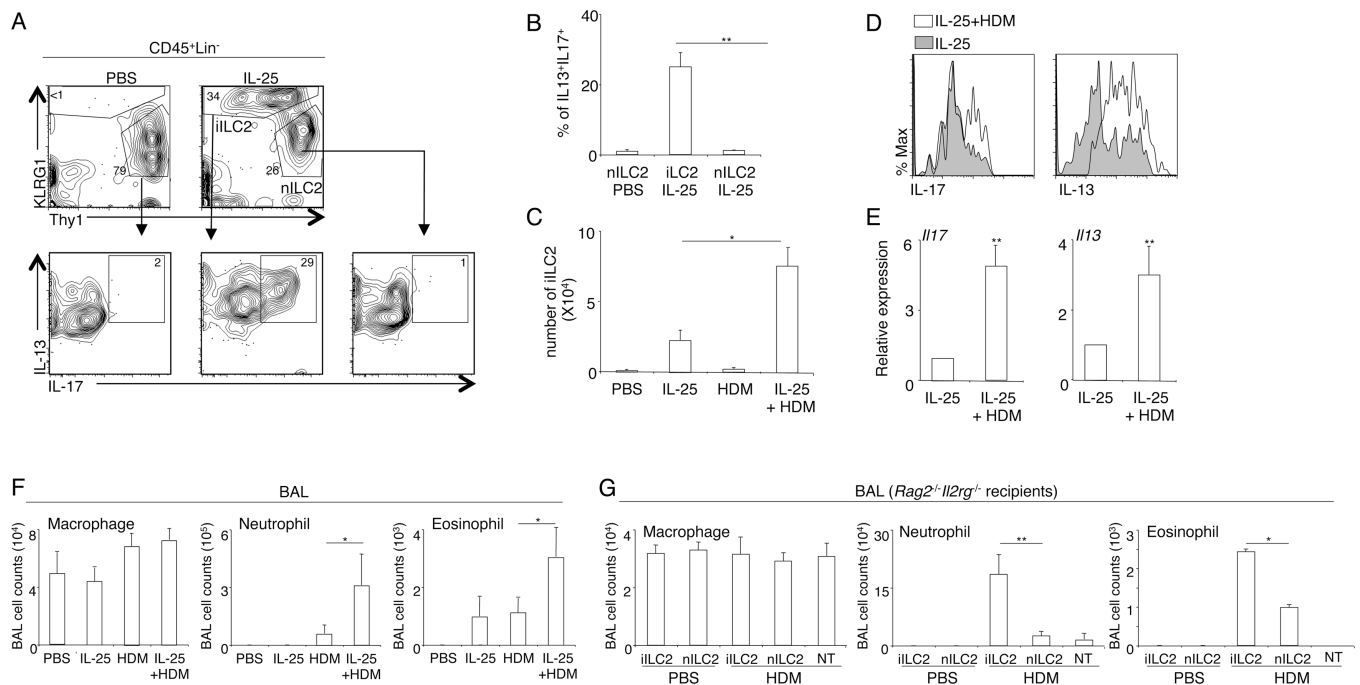 A
CD45+Lin-
PBS
IL-25
<1
34
iILC2
79
26
nILC2
KLRG1
Thy1
2
29
1
IL-13
IL-17
B
% of IL13+IL17+
40
20
0
nILC2 iILC2 nILC2
PBS IL-25 IL-25
**
C
number of iILC2
(X10⁴)
10
5
0
PBS IL-25 HDM IL-25
+ HDM
*
D
IL-25+HDM
IL-25
% Max
IL-17
IL-13
E
Relative expression
Il17
6
3
0
**
IL-25 IL-25
+ HDM
Il13
4
2
0
**
IL-25 IL-25
+ HDM
F
BAL
Macrophage
BAL cell counts (10⁴)
8
4
0
PBS IL-25 HDM IL-25
+HDM
Neutrophil
BAL cell counts (10⁵)
6
3
0
*
PBS IL-25 HDM IL-25
+HDM
Eosinophil
BAL cell counts (10³)
4
2
0
*
PBS IL-25 HDM IL-25
+HDM
G
BAL (Rag2-/-Il2rg-/- recipients)
Macrophage
BAL cell counts (10⁴)
4
2
0
iILC2 nILC2 iILC2 nILC2 NT
PBS HDM
Neutrophil
BAL cell counts (10⁴)
30
15
0
**
iILC2 nILC2 iILC2 nILC2 NT
PBS HDM
Eosinophil
BAL cell counts (10³)
3
2
1
0
*
iILC2 nILC2 iILC2 nILC2 NT
PBS HDM